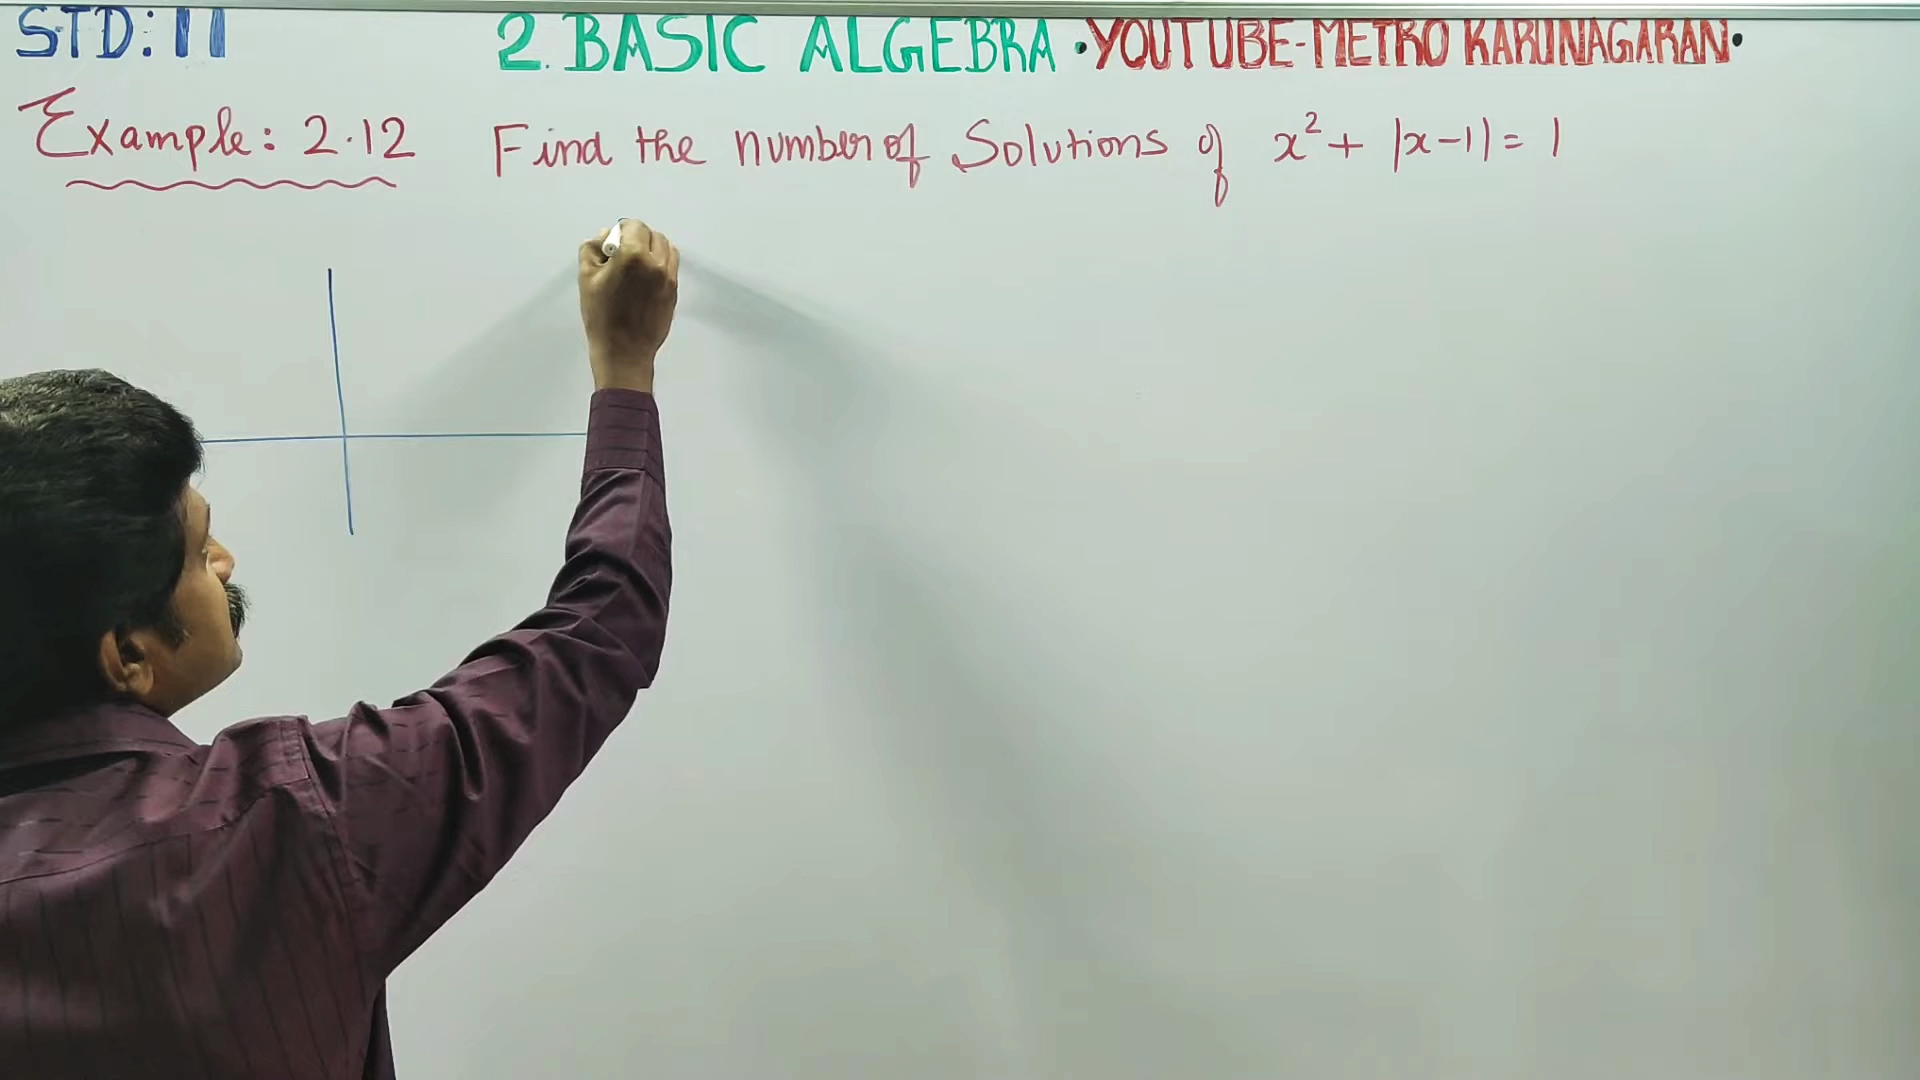 STD: 11 2. BASIC ALGEBRA • YOUTUBE-METRO KARUNAGARAN •
Example: 2.12 Find the number of Solutions of x² + |x-1| = 1